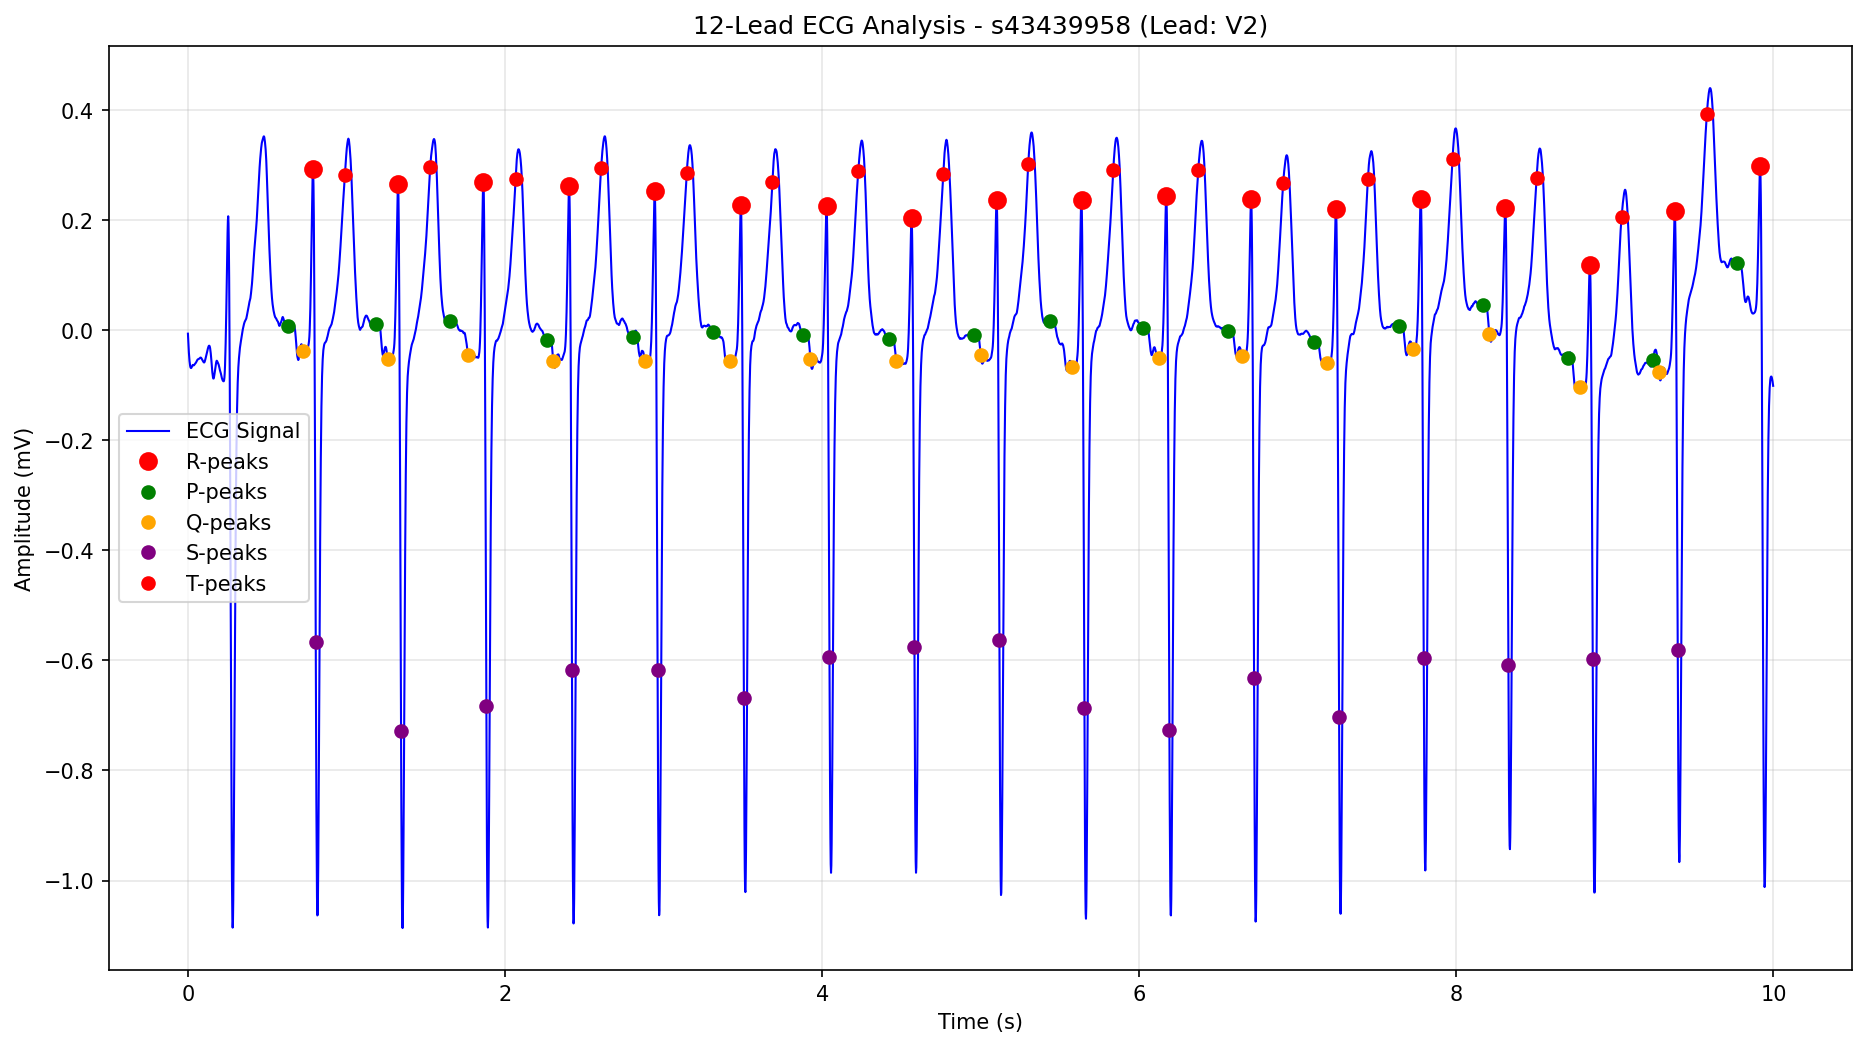 12-Lead ECG Analysis - s43439958 (Lead: V2)
0.4
0.2
0.0
−0.2
−0.4
−0.6
−0.8
−1.0
Amplitude (mV)
ECG Signal
R-peaks
P-peaks
Q-peaks
S-peaks
T-peaks
0 2 4 6 8 10
Time (s)